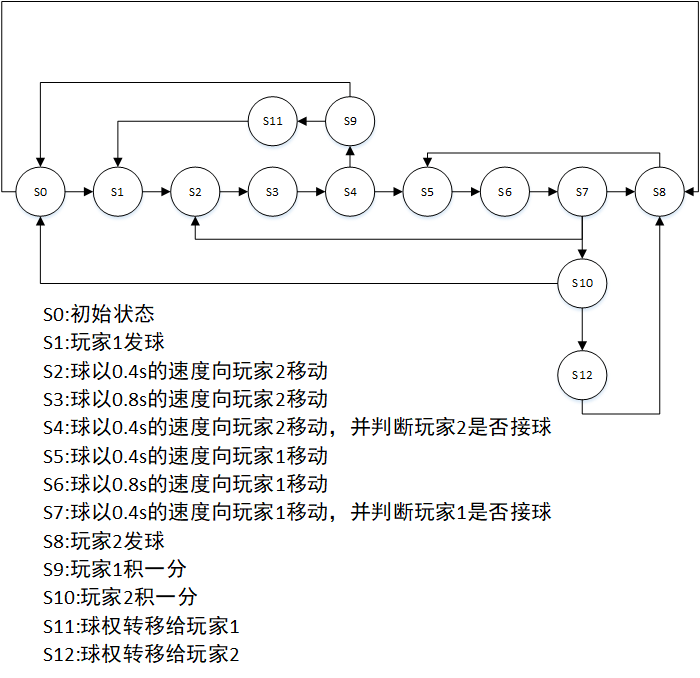 S11
S9
S0
S1
S2
S3
S4
S5
S6
S7
S8
S10
S12
S0:初始状态
S1:玩家1发球
S2:球以0.4s的速度向玩家2移动
S3:球以0.8s的速度向玩家2移动
S4:球以0.4s的速度向玩家2移动，并判断玩家2是否接球
S5:球以0.4s的速度向玩家1移动
S6:球以0.8s的速度向玩家1移动
S7:球以0.4s的速度向玩家1移动，并判断玩家1是否接球
S8:玩家2发球
S9:玩家1积一分
S10:玩家2积一分
S11:球权转移给玩家1
S12:球权转移给玩家2